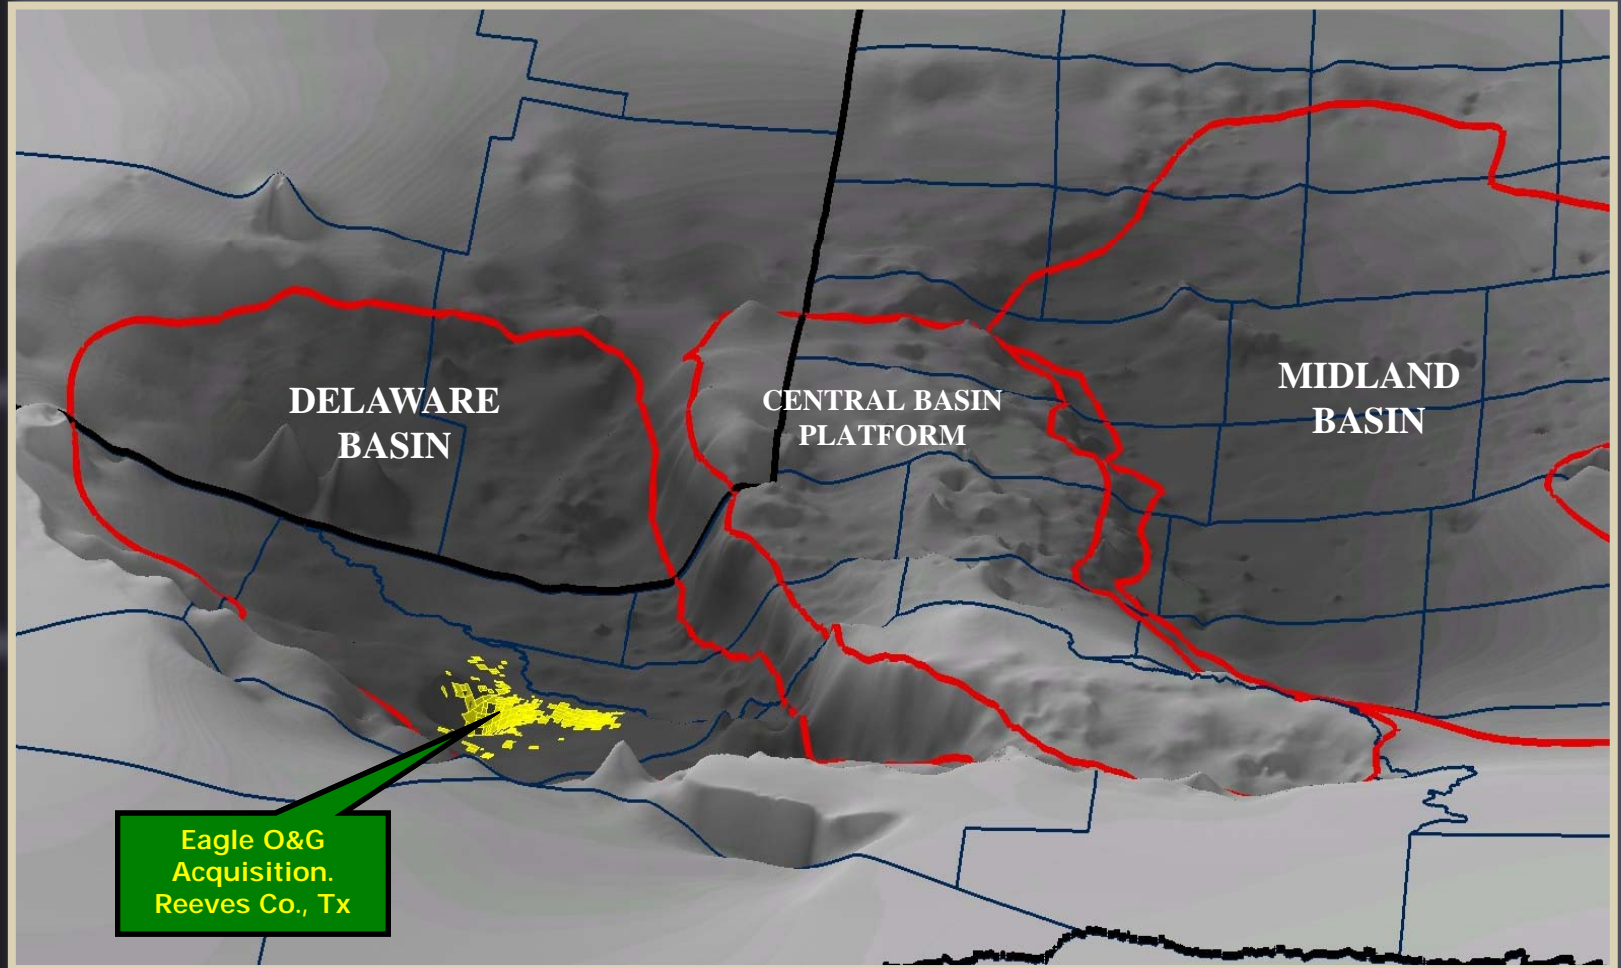 DELAWARE
BASIN
CENTRAL BASIN
PLATFORM
MIDLAND
BASIN
Eagle O&G
Acquisition.
Reeves Co., Tx